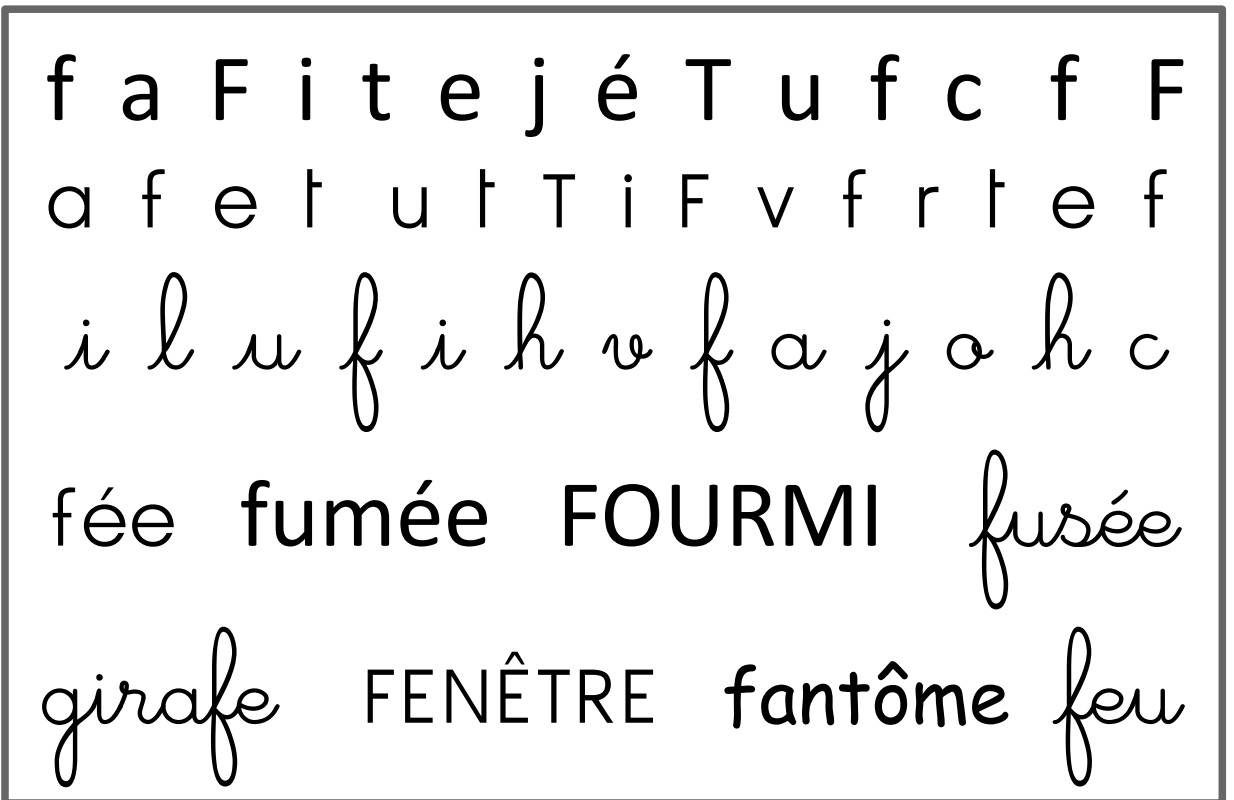 f a F i t e j é T u f c f F
a f e t u t T i F v f r t e f
i l u f i h v f a j o h c
fée fumée FOURMI fusée
girafe FENÊTRE fantôme feu